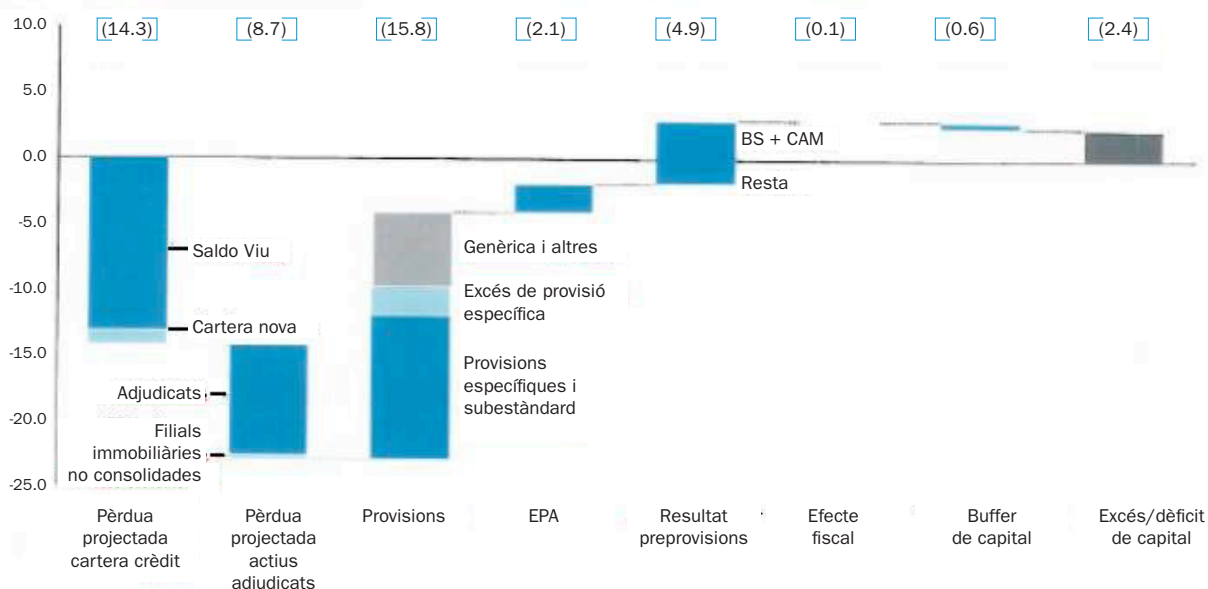 10.0
(14.3)
(8.7)
(15.8)
(2.1)
(4.9)
(0.1)
(0.6)
(2.4)
5.0
0.0
-5.0
-10.0
-15.0
-20.0
-25.0
BS + CAM
Resta
Saldo Viu
Cartera nova
Adjudicats
Filials
immobiliàries
no consolidades
Genèrica i altres
Excés de provisió
específica
Provisions
específiques i
subestàndard
Pèrdua
projectada
cartera crèdit
Pèrdua
projectada
actius
adjudicats
Provisions
EPA
Resultat
preprovisions
Efecte
fiscal
Buffer
de capital
Excés/dèficit
de capital